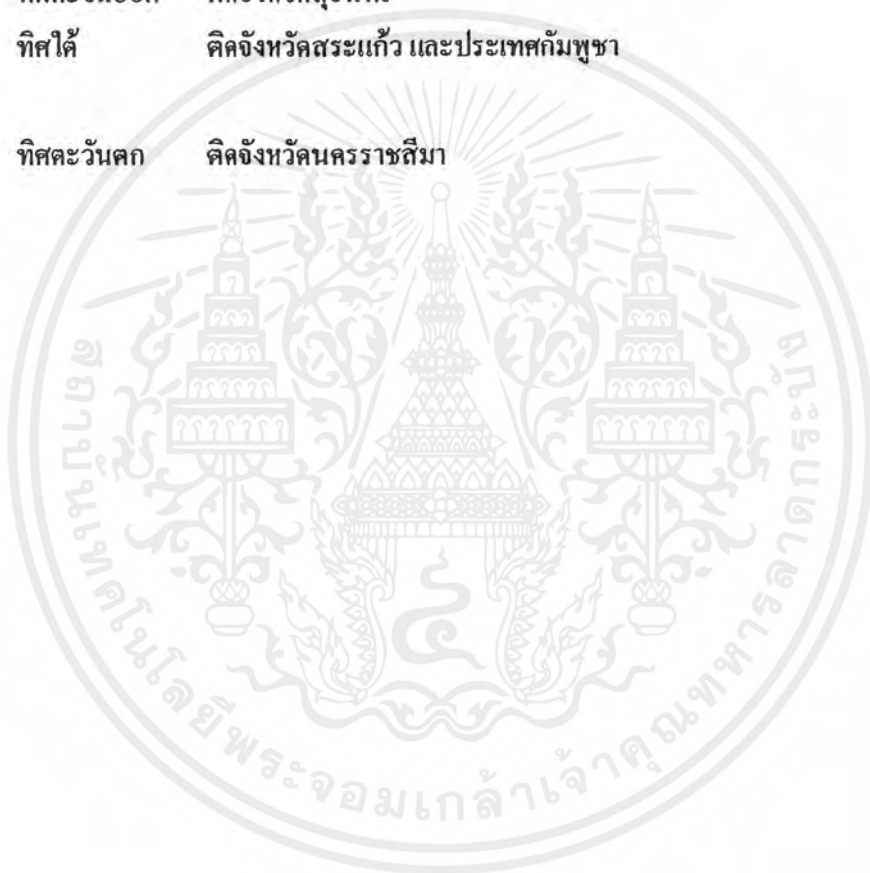 ทิศใต้ ติดจังหวัดสระแก้ว และประเทศกัมพูชา
ทิศตะวันตก ติดจังหวัดนครราชสีมา
สถาบันเทคโนโลยีพระจอมเกล้าเจ้าคุณทหารลาดกระบัง
๔